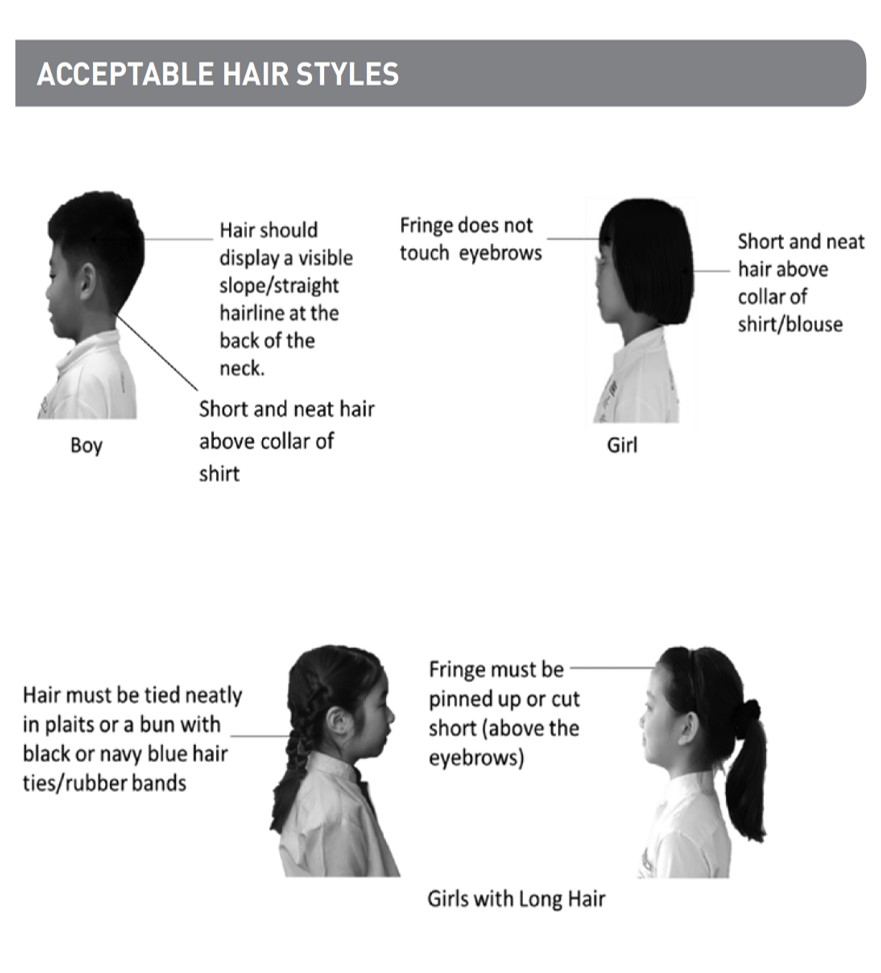 ACCEPTABLE HAIR STYLES
Hair should
display a visible
slope/straight
hairline at the
back of the
neck.
Short and neat hair
above collar of
shirt
Boy
Fringe does not
touch eyebrows
Short and neat
hair above
collar of
shirt/blouse
Girl
Hair must be tied neatly
in plaits or a bun with
black or navy blue hair
ties/rubber bands
Fringe must be
pinned up or cut
short (above the
eyebrows)
Girls with Long Hair